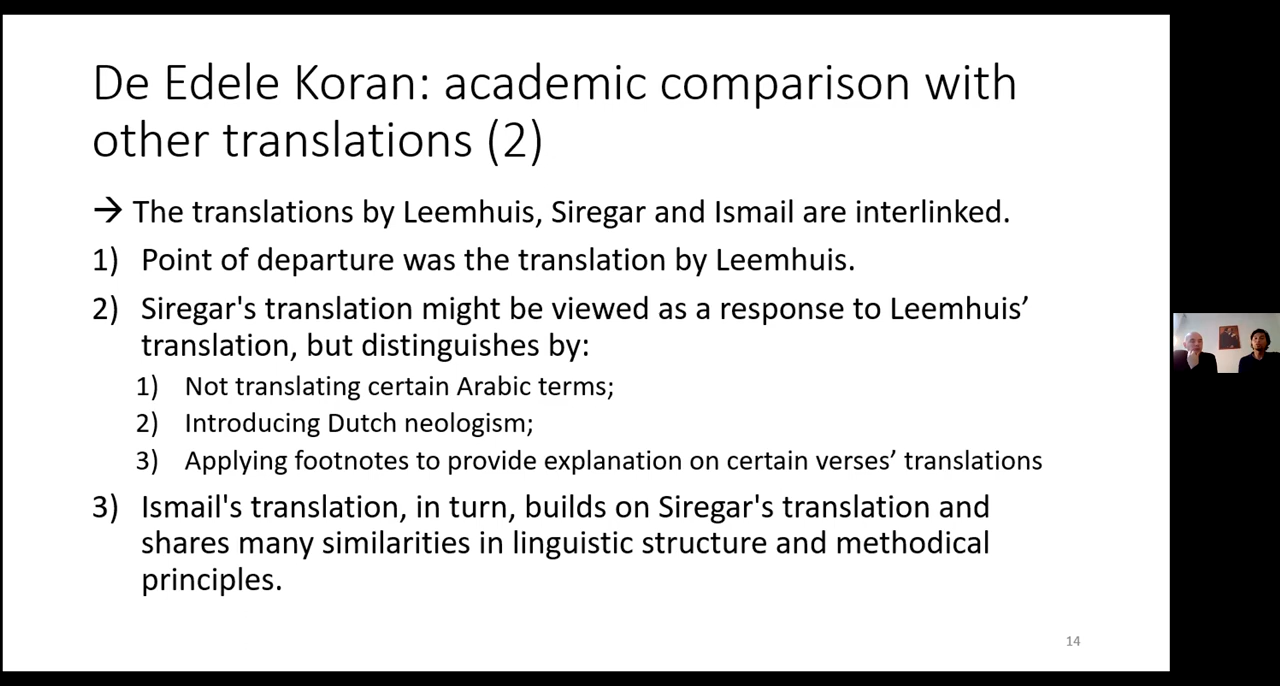 De Edele Koran: academic comparison with
other translations (2)
→ The translations by Leemhuis, Siregar and Ismail are interlinked.
1) Point of departure was the translation by Leemhuis.
2) Siregar's translation might be viewed as a response to Leemhuis’
translation, but distinguishes by:
1) Not translating certain Arabic terms;
2) Introducing Dutch neologism;
3) Applying footnotes to provide explanation on certain verses’ translations
3) Ismail's translation, in turn, builds on Siregar's translation and
shares many similarities in linguistic structure and methodical
principles.
14